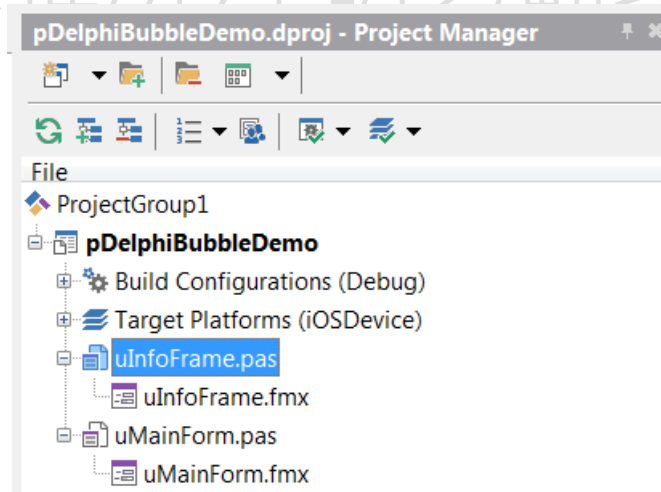 pDelphiBubbleDemo.dproj - Project Manager
File
ProjectGroup1
pDelphiBubbleDemo
Build Configurations (Debug)
Target Platforms (iOSDevice)
uInfoFrame.pas
uInfoFrame.fmx
uMainForm.pas
uMainForm.fmx